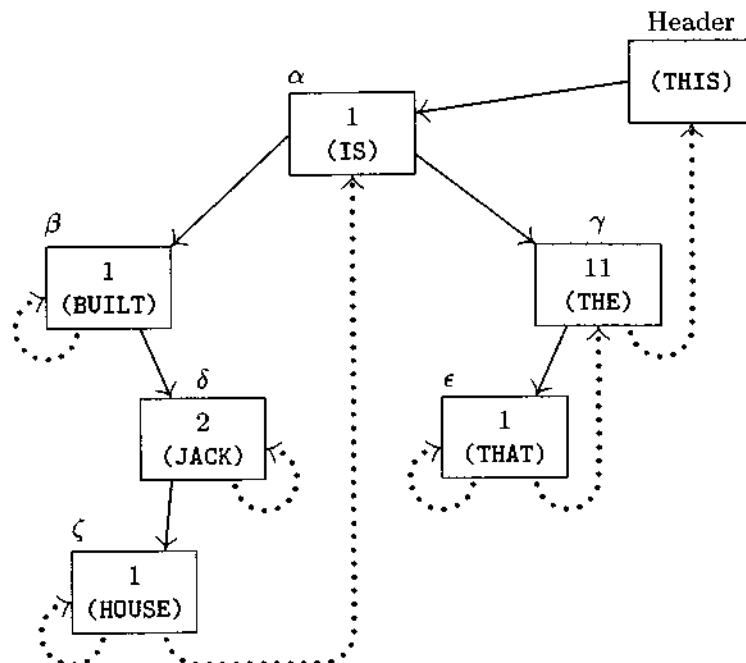 Header
(THIS)
α
1
(IS)
β
1
(BUILT)
γ
11
(THE)
δ
2
(JACK)
ϵ
1
(THAT)
ζ
1
(HOUSE)